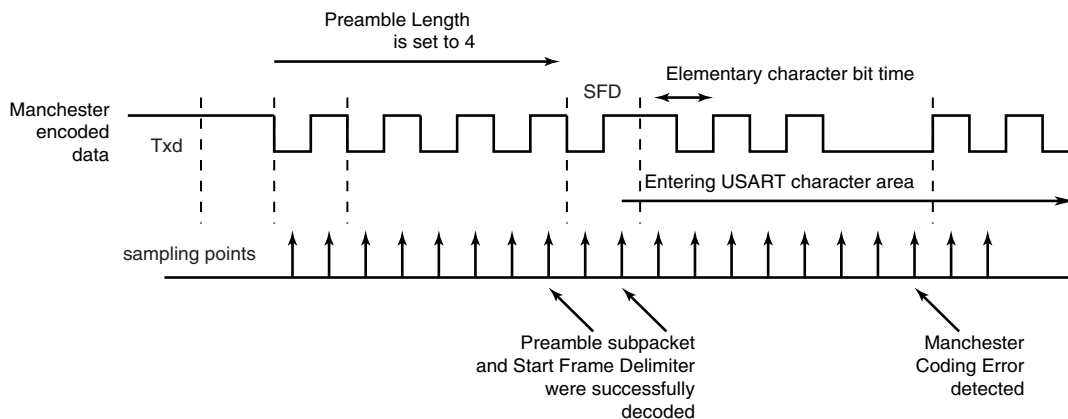 Preamble Length
is set to 4
Elementary character bit time
SFD
Manchester
encoded
data
Txd
Entering USART character area
sampling points
Preamble subpacket
and Start Frame Delimiter
were successfully
decoded
Manchester
Coding Error
detected